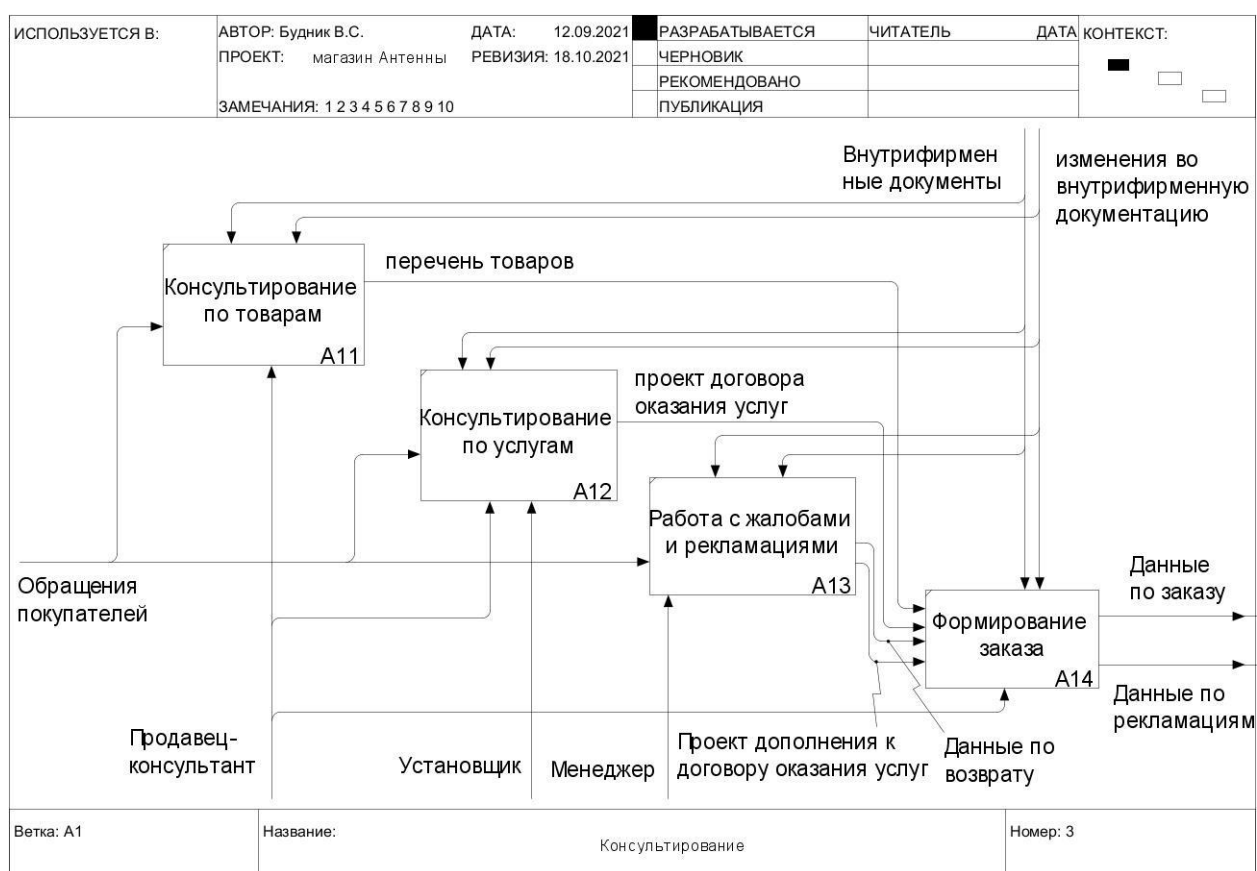 ИСПОЛЬЗУЕТСЯ В:
АВТОР: Будник В.С.
ДАТА: 12.09.2021
ПРОЕКТ: магазин Антенны
РЕВИЗИЯ: 18.10.2021
ЗАМЕЧАНИЯ: 1 2 3 4 5 6 7 8 9 10
РАЗРАБАТЫВАЕТСЯ
ЧЕРНОВИК
РЕКОМЕНДОВАНО
ПУБЛИКАЦИЯ
ЧИТАТЕЛЬ
ДАТА
КОНТЕКСТ:
Внутрифирмен
ные документы
изменения во
внутрифирменную
документацию
Консультирование
по товарам
A11
перечень товаров
Консультирование
по услугам
A12
проект договора
оказания услуг
Работа с жалобами
и рекламациями
A13
Обращения
покупателей
Формирование
заказа
A14
Данные
по заказу
Данные по
рекламациям
Продавец-
консультант
Установщик
Менеджер
Проект дополнения к
договору оказания услуг
Данные по
возврату
Ветка: A1
Название:
Консультирование
Номер: 3